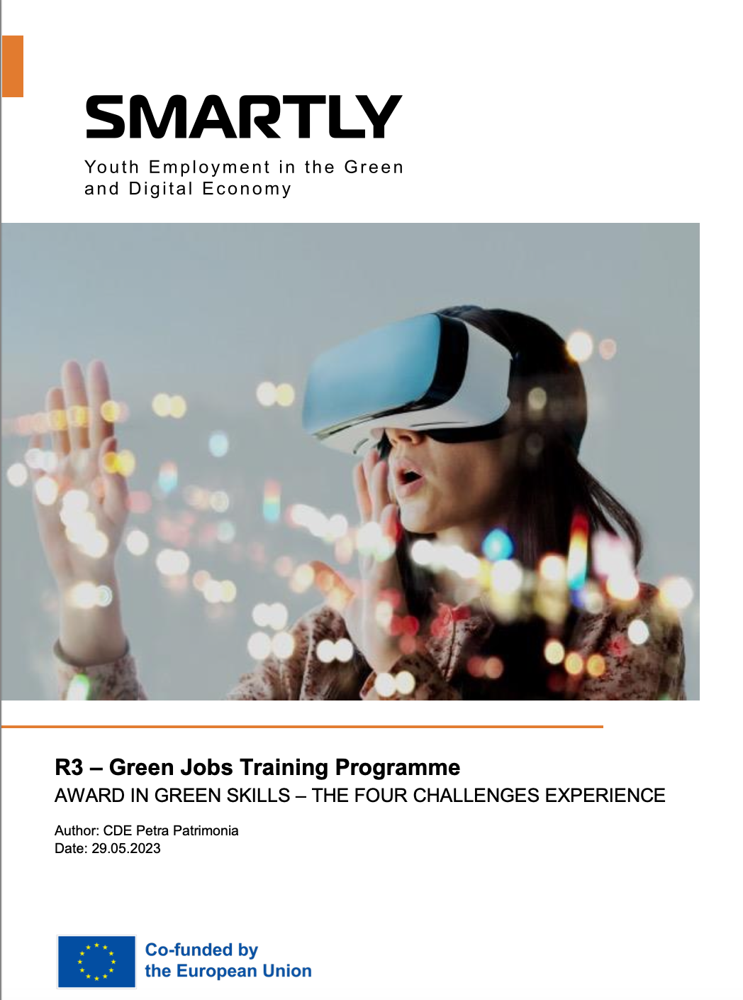 SMARTLY
Youth Employment in the Green
and Digital Economy
R3 – Green Jobs Training Programme
AWARD IN GREEN SKILLS – THE FOUR CHALLENGES EXPERIENCE
Author: CDE Petra Patrimonia
Date: 29.05.2023
Co-funded by
the European Union